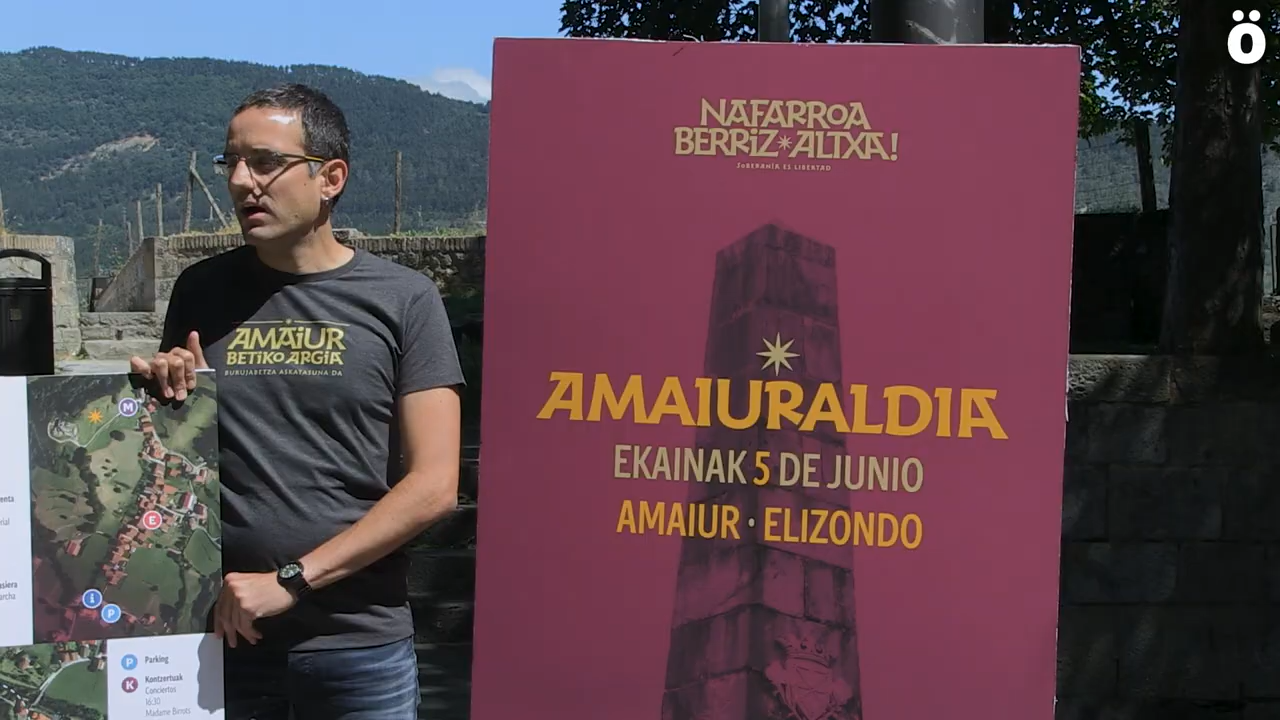 ö
NAFARROA
BERRIZ ALTXA!
SOBERANÍA ES LIBERTAD
AMAIURALDIA
EKAINAK 5 DE JUNIO
AMAIUR · ELIZONDO
AMAIUR
BETIKO ARGIA
BURUJABETZA ASKATASUNA DA
M
E
i
P
P Parking
K Kontzertuak
Conciertos
16:30
Madame Birrots